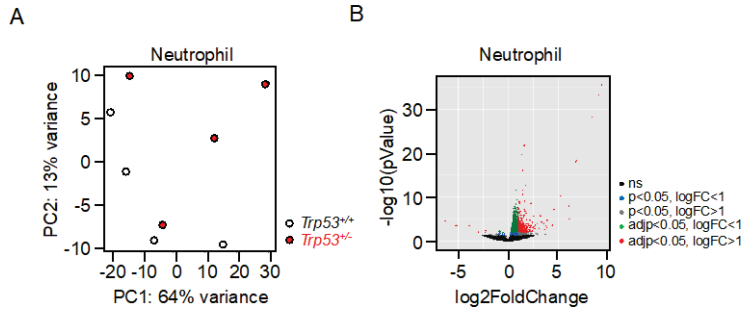 A
Neutrophil
PC2: 13% variance
10
5
0
-5
-10
-20
-10
0
10
20
30
PC1: 64% variance
Trp53+/+
Trp53+/-
B
Neutrophil
-log10(pValue)
30
20
10
0
-5
0
5
10
log2FoldChange
ns
p<0.05, logFC<1
p<0.05, logFC>1
adjp<0.05, logFC<1
adjp<0.05, logFC>1